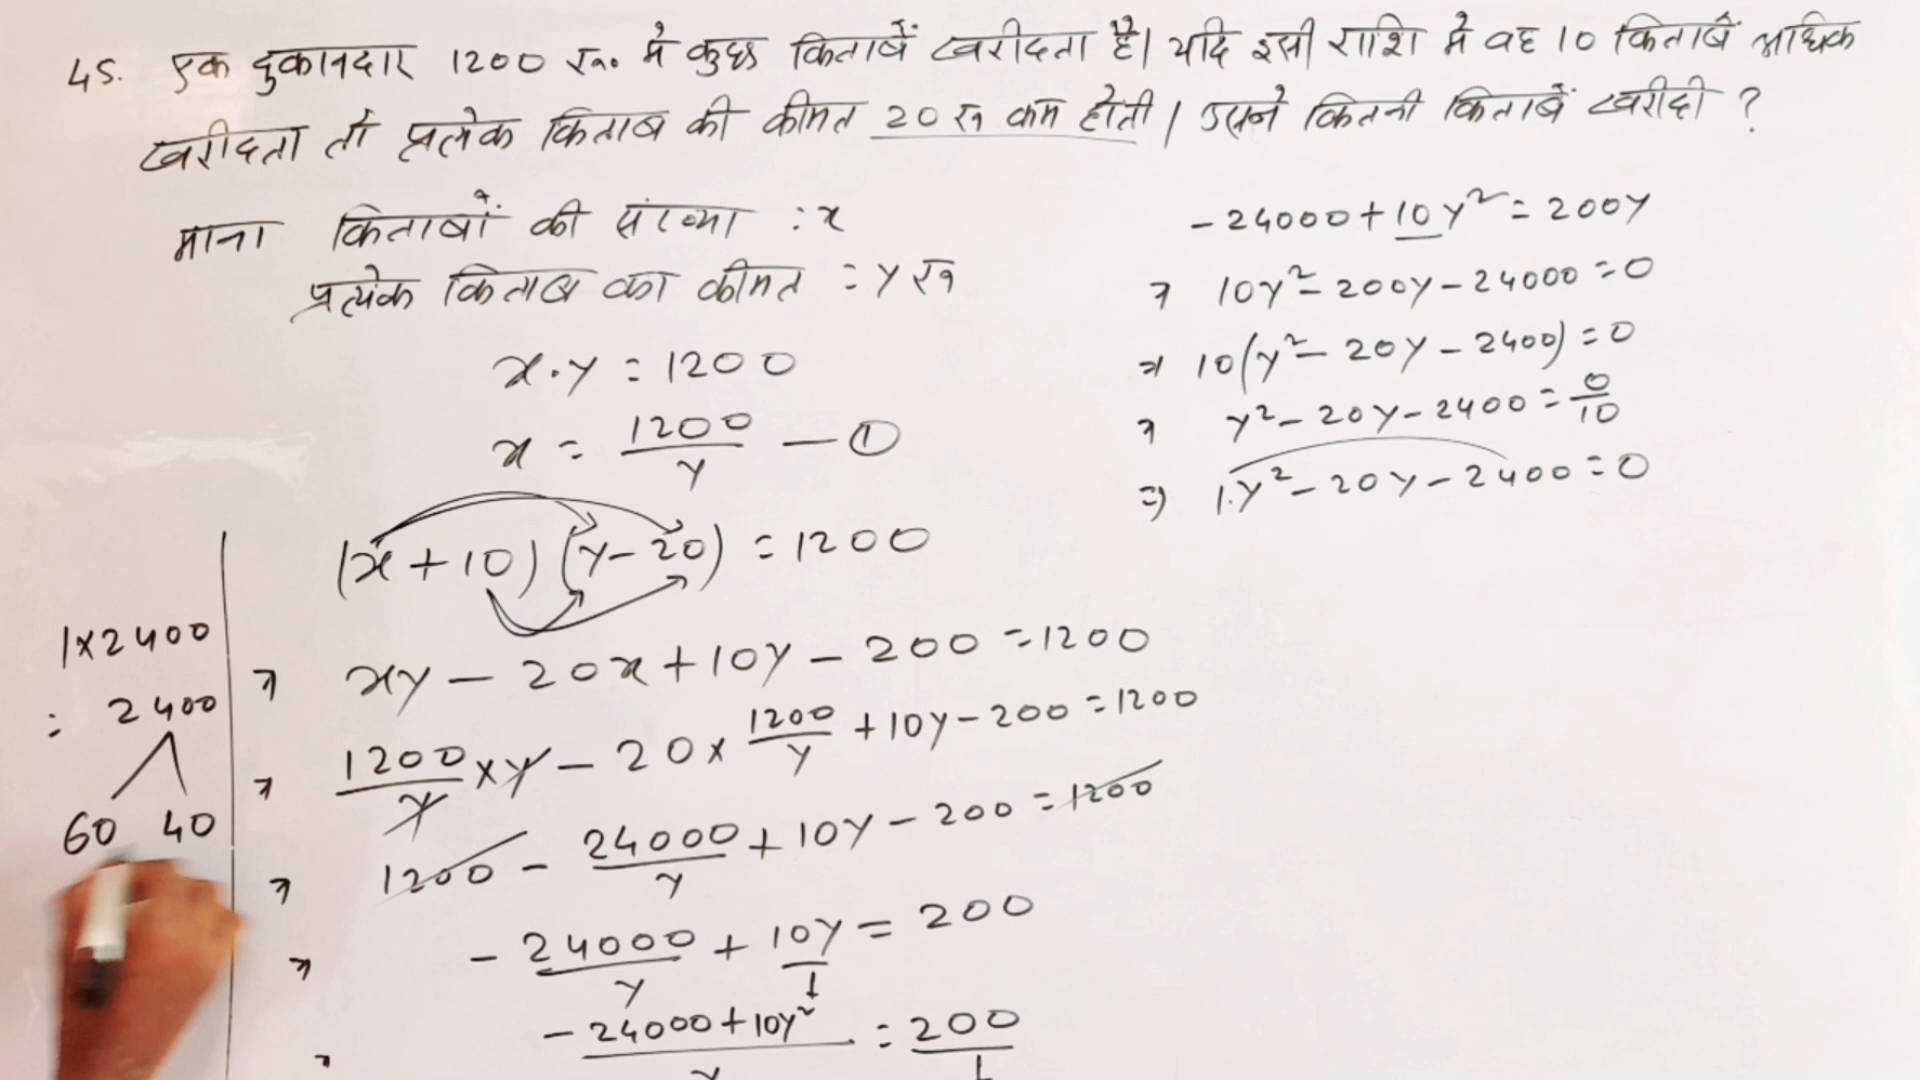 45. एक दुकानदार 1200 रु० में कुछ किताबें खरीदता है। यदि इसी राशि में वह 10 किताबें अधिक
खरीदता तो प्रत्येक किताब की कीमत 20 रु कम होती। उसने कितनी किताबें खरीदी ?
माना किताबों की संख्या : x
प्रत्येक किताब का कीमत = y रु
x.y = 1200
x = 1200/y — ①
(x+10) (y-20) = 1200
⇒ xy - 20x + 10y - 200 = 1200
⇒ 1200/y × y - 20 × 1200/y + 10y - 200 = 1200
⇒ 1200 - 24000/y + 10y - 200 = 1200
⇒ - 24000/y + 10y/1 = 200
⇒ - 24000 + 10y²/y = 200/1
1×2400
= 2400
60 40
- 24000 + 10y² = 200y
⇒ 10y² - 200y - 24000 = 0
⇒ 10(y² - 20y - 2400) = 0
⇒ y² - 20y - 2400 = 0/10
⇒ 1.y² - 20y - 2400 = 0